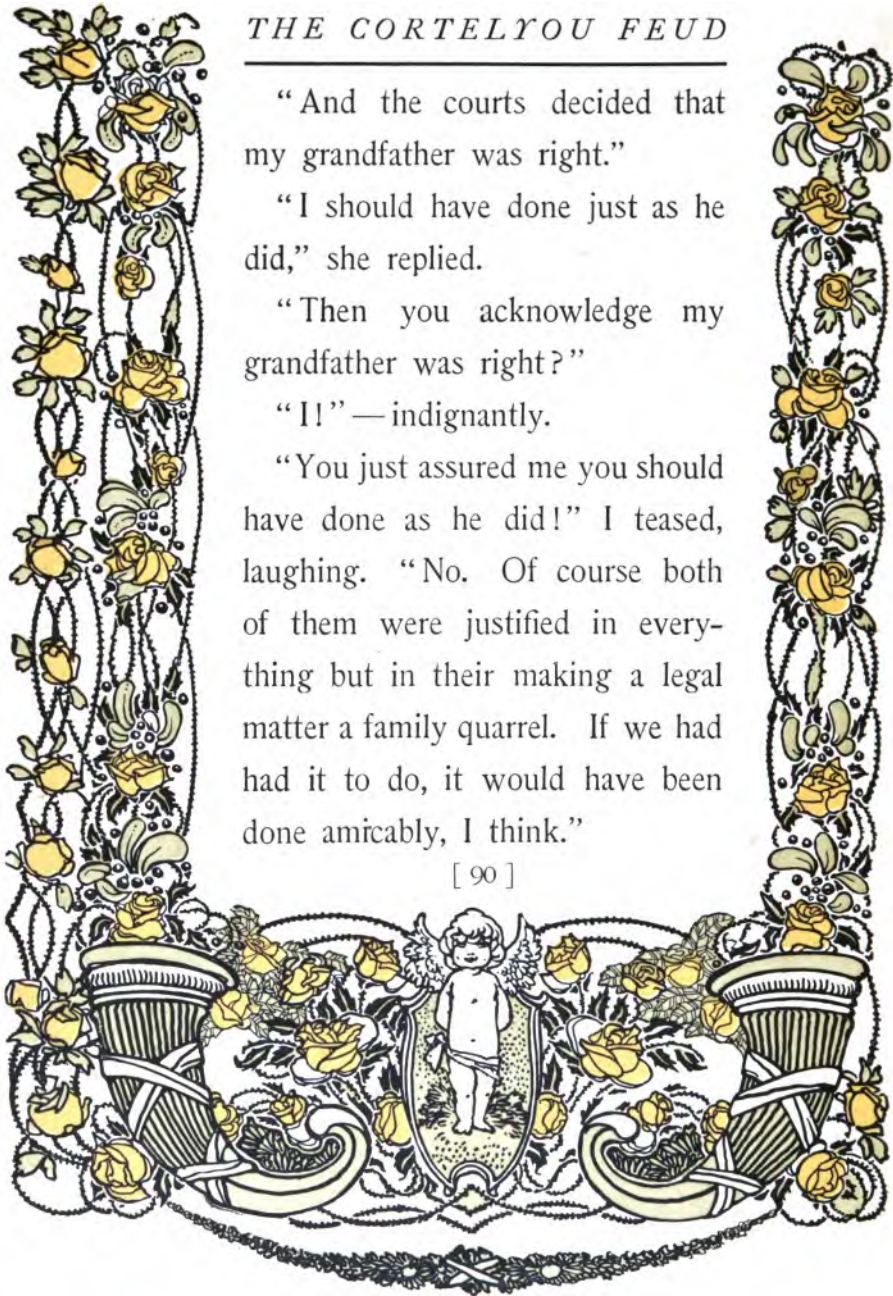 THE CORTELYOU FEUD
“And the courts decided that
my grandfather was right.”
“I should have done just as he
did,” she replied.
“Then you acknowledge my
grandfather was right?”
“I!”—indignantly.
“You just assured me you should
have done as he did!” I teased,
laughing. “No. Of course both
of them were justified in every-
thing but in their making a legal
matter a family quarrel. If we had
had it to do, it would have been
done amicably, I think.”
[ 90 ]